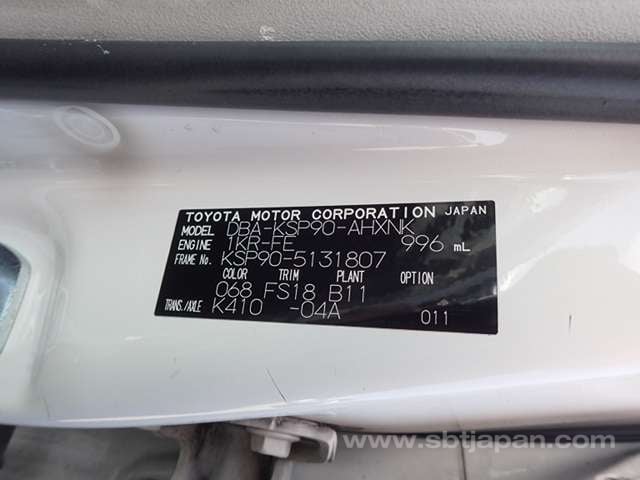 TOYOTA MOTOR CORPORATION JAPAN
MODEL DBA-KSP90-AHXNK
ENGINE 1KR-FE 996 mL
FRAME No. KSP90-5131807
COLOR TRIM PLANT OPTION
068 FS18 B11
TRANS./AXLE K410 -04A 011
www.sbtjapan.com